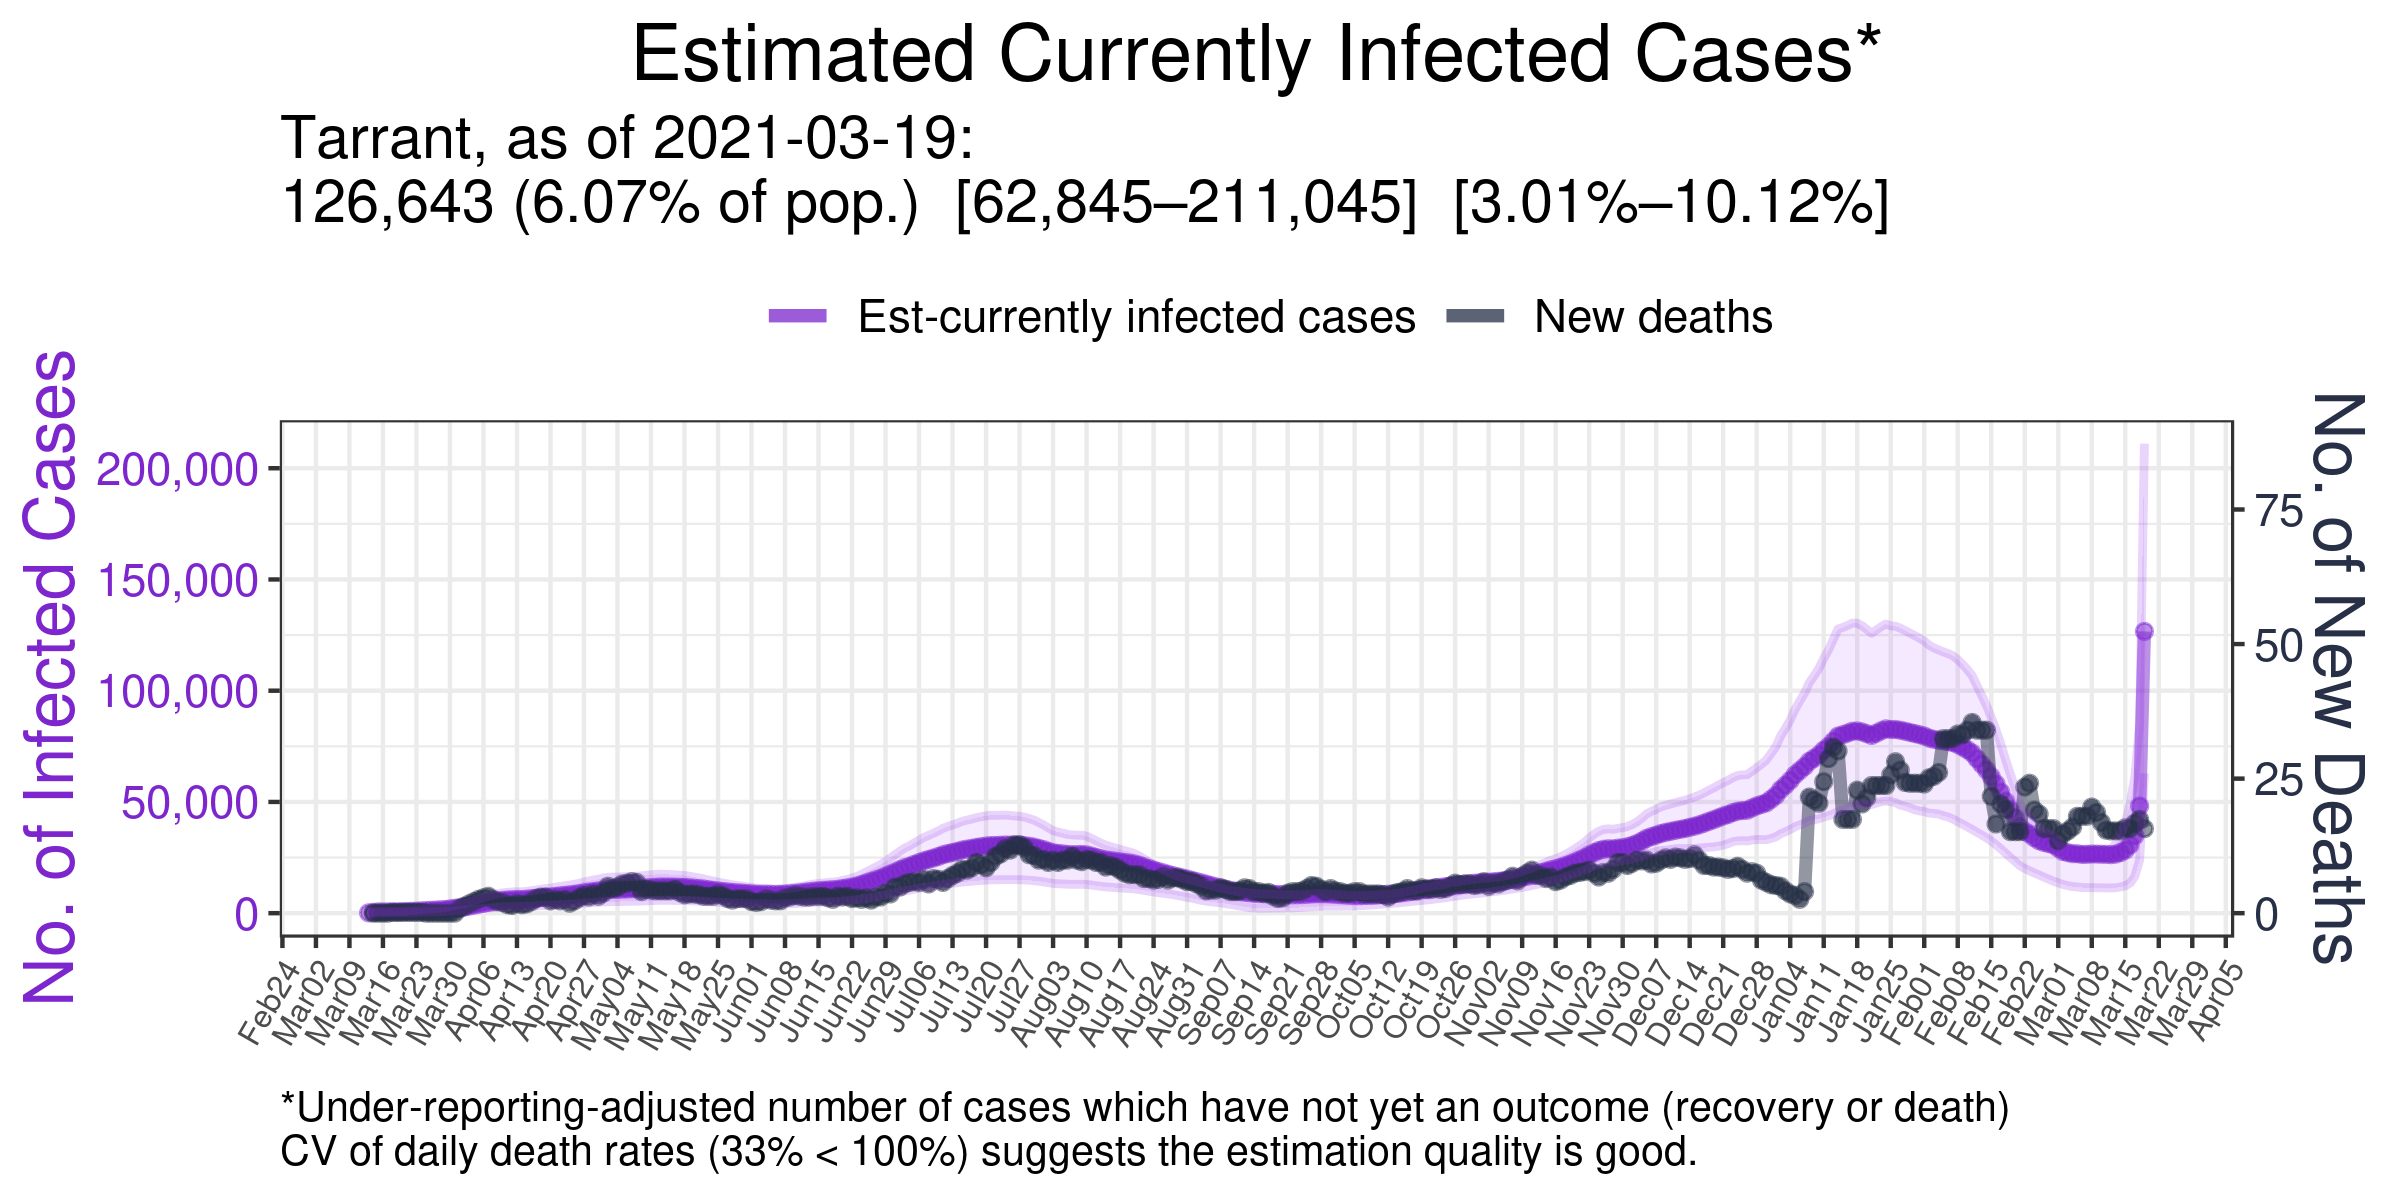 Estimated Currently Infected Cases*
Tarrant, as of 2021-03-19:
126,643 (6.07% of pop.) [62,845–211,045] [3.01%–10.12%]
Est-currently infected cases
New deaths
No. of Infected Cases
200,000
150,000
100,000
50,000
0
75
50
25
0
No. of New Deaths
Feb24
Mar02
Mar09
Mar16
Mar23
Mar30
Apr06
Apr13
Apr20
Apr27
May04
May11
May18
May25
Jun01
Jun08
Jun15
Jun22
Jun29
Jul06
Jul13
Jul20
Jul27
Aug03
Aug10
Aug17
Aug24
Aug31
Sep07
Sep14
Sep21
Sep28
Oct05
Oct12
Oct19
Oct26
Nov02
Nov09
Nov16
Nov23
Nov30
Dec07
Dec14
Dec21
Dec28
Jan04
Jan11
Jan18
Jan25
Feb01
Feb08
Feb15
Feb22
Mar01
Mar08
Mar15
Mar22
Mar29
Apr05
*Under-reporting-adjusted number of cases which have not yet an outcome (recovery or death)
CV of daily death rates (33% < 100%) suggests the estimation quality is good.